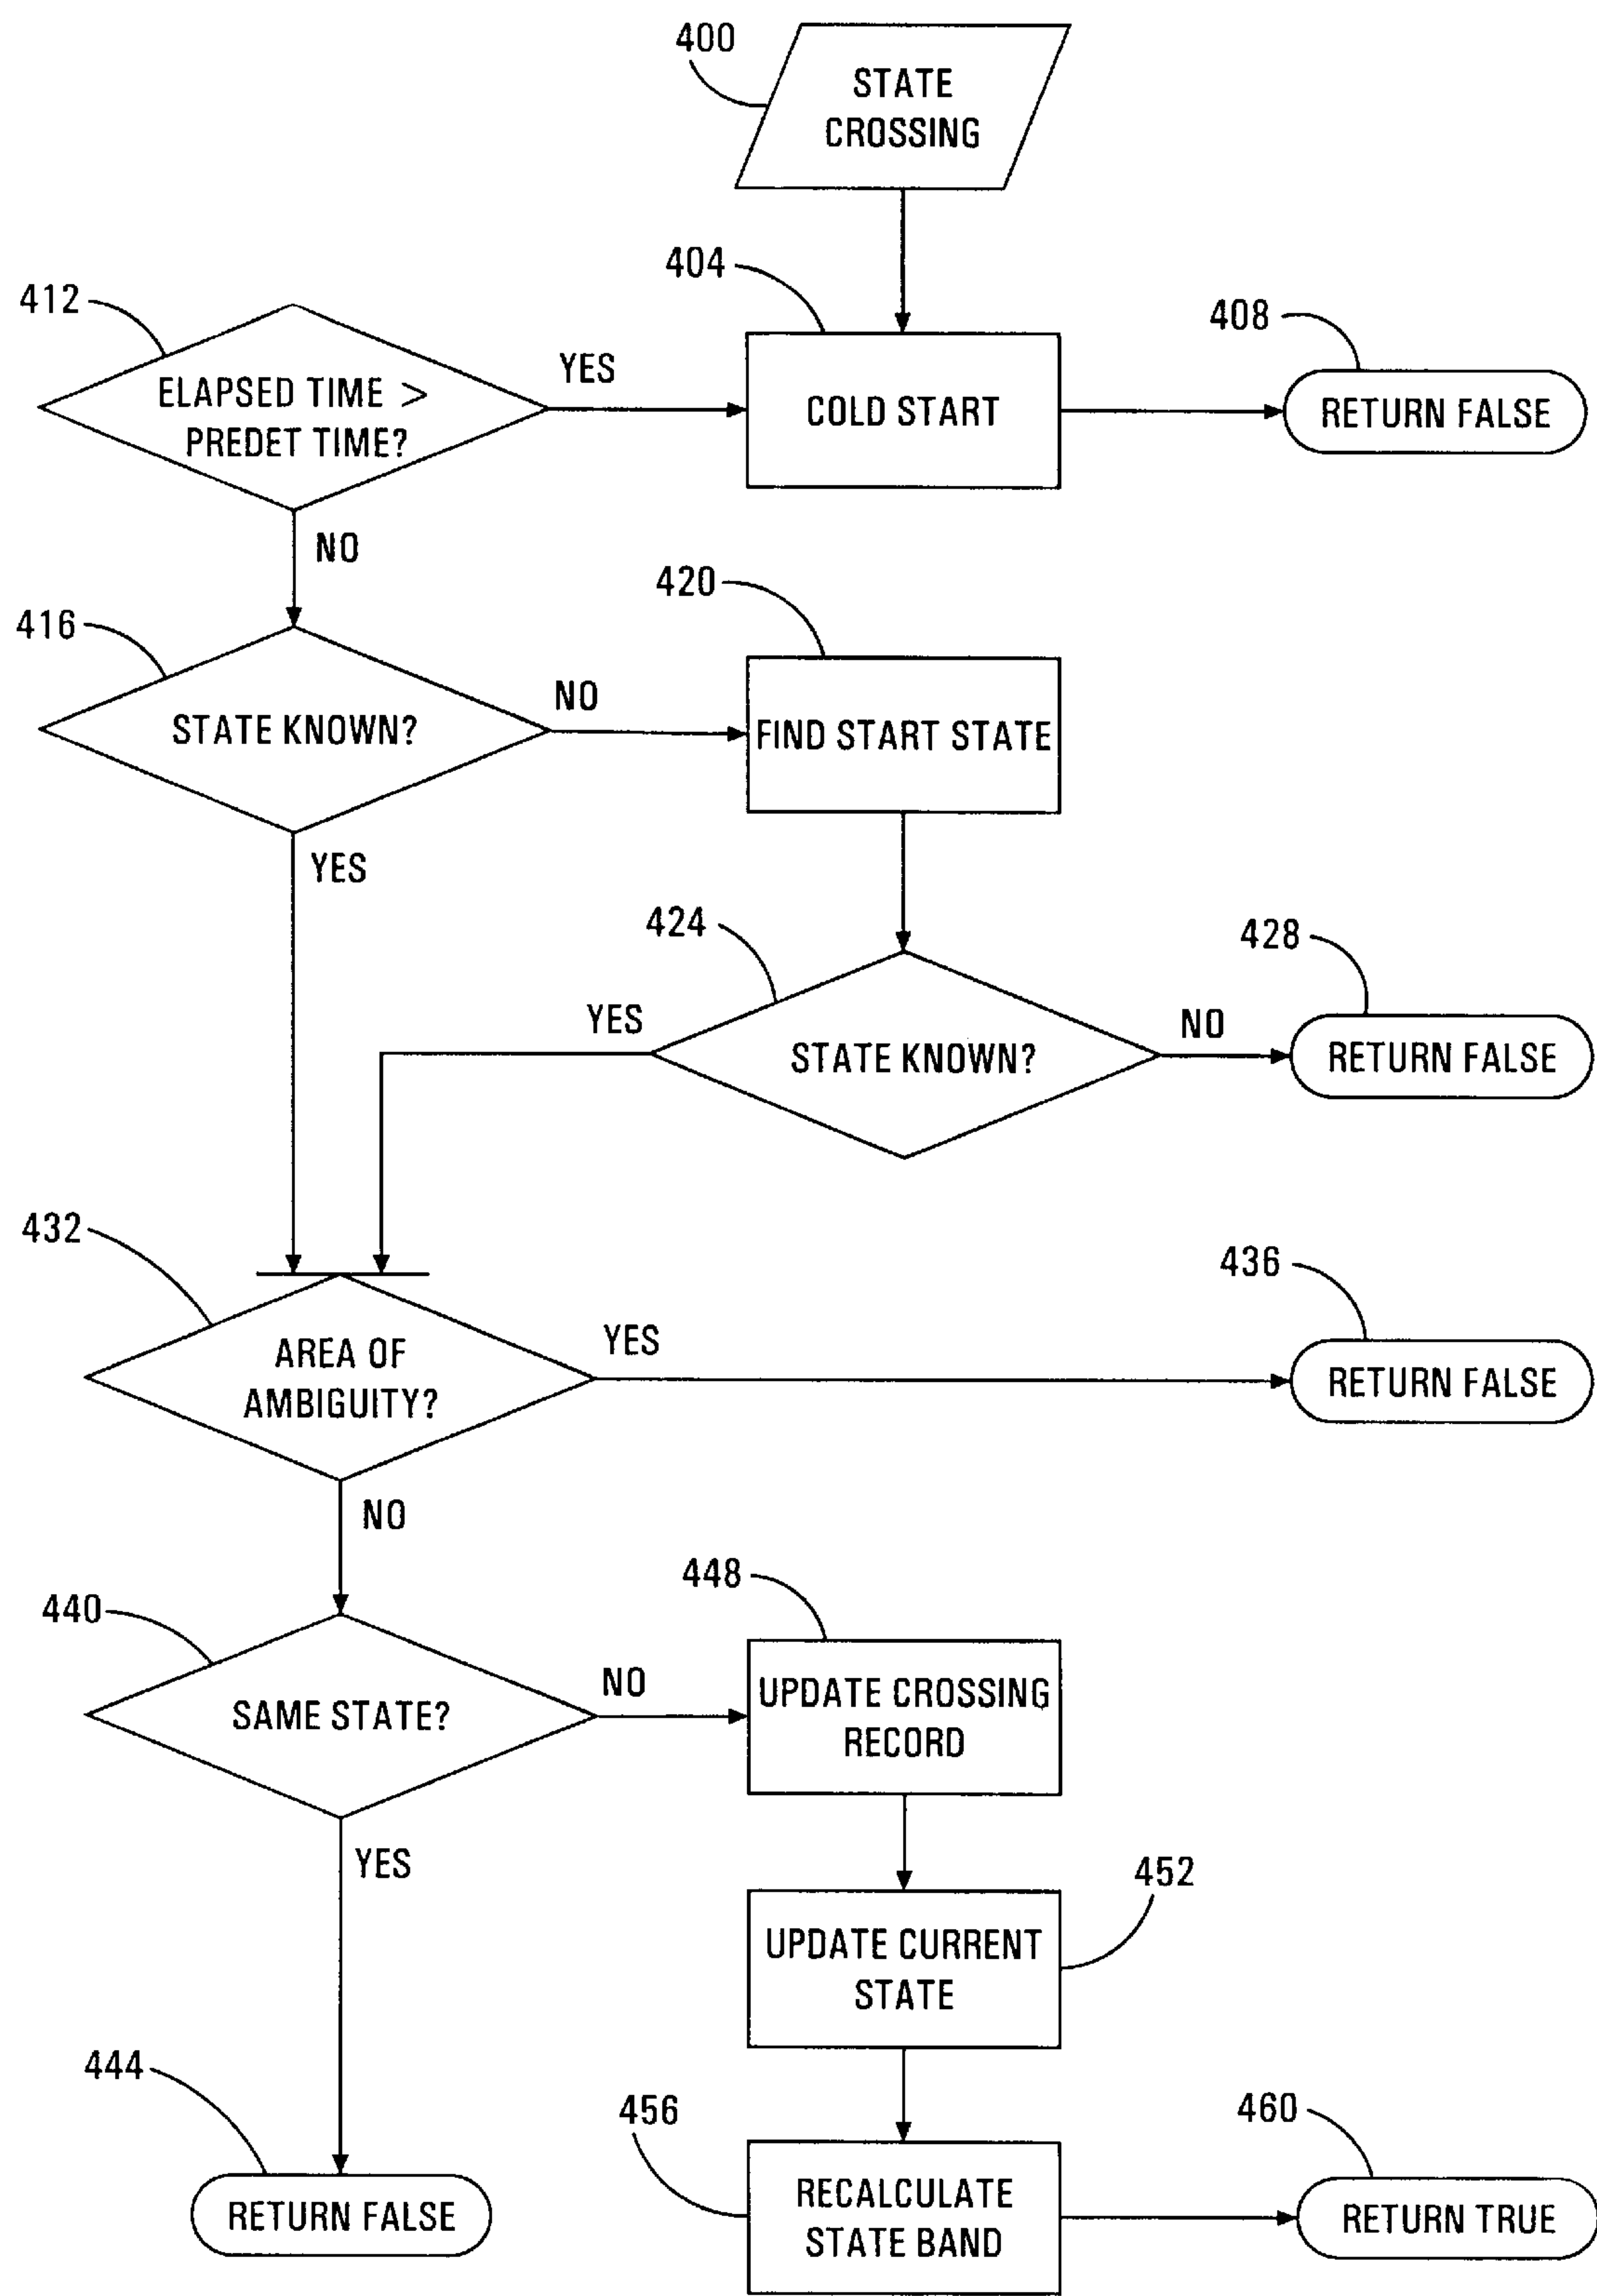 400
STATE
CROSSING
404
412
408
ELAPSED TIME >
PREDET TIME?
YES
COLD START
RETURN FALSE
NO
420
416
STATE KNOWN?
NO
FIND START STATE
YES
424
428
YES
STATE KNOWN?
NO
RETURN FALSE
432
436
AREA OF
AMBIGUITY?
YES
RETURN FALSE
NO
448
440
SAME STATE?
NO
UPDATE CROSSING
RECORD
YES
452
UPDATE CURRENT
STATE
444
456
460
RETURN FALSE
RECALCULATE
STATE BAND
RETURN TRUE